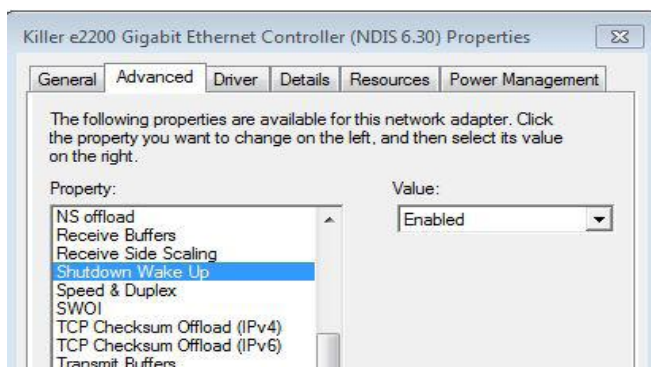 Killer e2200 Gigabit Ethernet Controller (NDIS 6.30) Properties
General Advanced Driver Details Resources Power Management
The following properties are available for this network adapter. Click
the property you want to change on the left, and then select its value
on the right.
Property:
Value:
NS offload
Enabled
Receive Buffers
Receive Side Scaling
Shutdown Wake Up
Speed & Duplex
SWOI
TCP Checksum Offload (IPv4)
TCP Checksum Offload (IPv6)
Transmit Buffers